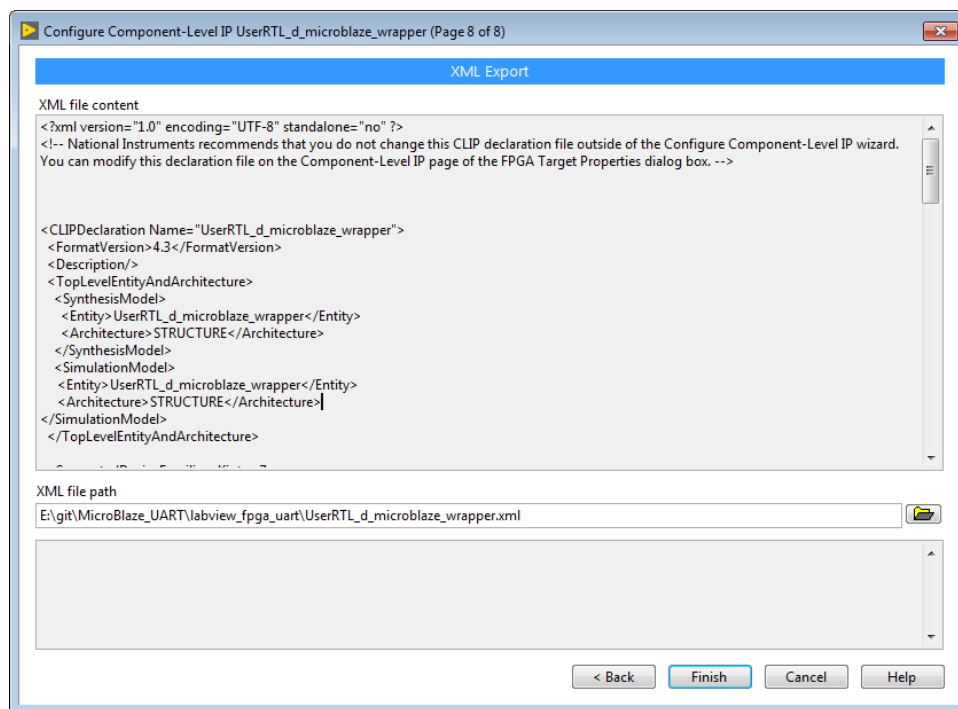 Configure Component-Level IP UserRTL_d_microblaze_wrapper (Page 8 of 8)
XML Export
XML file content
<?xml version="1.0" encoding="UTF-8" standalone="no" ?>
<!-- National Instruments recommends that you do not change this CLIP declaration file outside of the Configure Component-Level IP wizard.
You can modify this declaration file on the Component-Level IP page of the FPGA Target Properties dialog box. -->
<CLIPDeclaration Name="UserRTL_d_microblaze_wrapper">
<FormatVersion>4.3</FormatVersion>
<Description/>
<TopLevelEntityAndArchitecture>
<SynthesisModel>
<Entity>UserRTL_d_microblaze_wrapper</Entity>
<Architecture>STRUCTURE</Architecture>
</SynthesisModel>
<SimulationModel>
<Entity>UserRTL_d_microblaze_wrapper</Entity>
<Architecture>STRUCTURE</Architecture>
</SimulationModel>
</TopLevelEntityAndArchitecture>
XML file path
E:\git\MicroBlaze_UART\labview_fpga_uart\UserRTL_d_microblaze_wrapper.xml
< Back
Finish
Cancel
Help